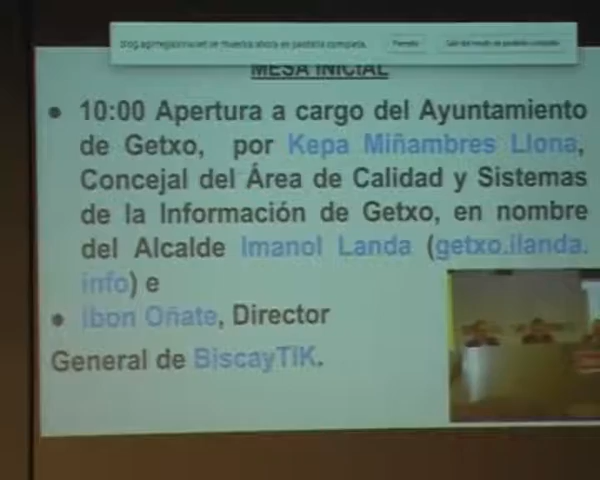 MESA INICIAL
• 10:00 Apertura a cargo del Ayuntamiento
de Getxo, por Kepa Miñambres Llona,
Concejal del Área de Calidad y Sistemas
de la Información de Getxo, en nombre
del Alcalde Imanol Landa (getxo.ilanda.
info) e
• Ibon Oñate, Director
General de BiscayTIK.